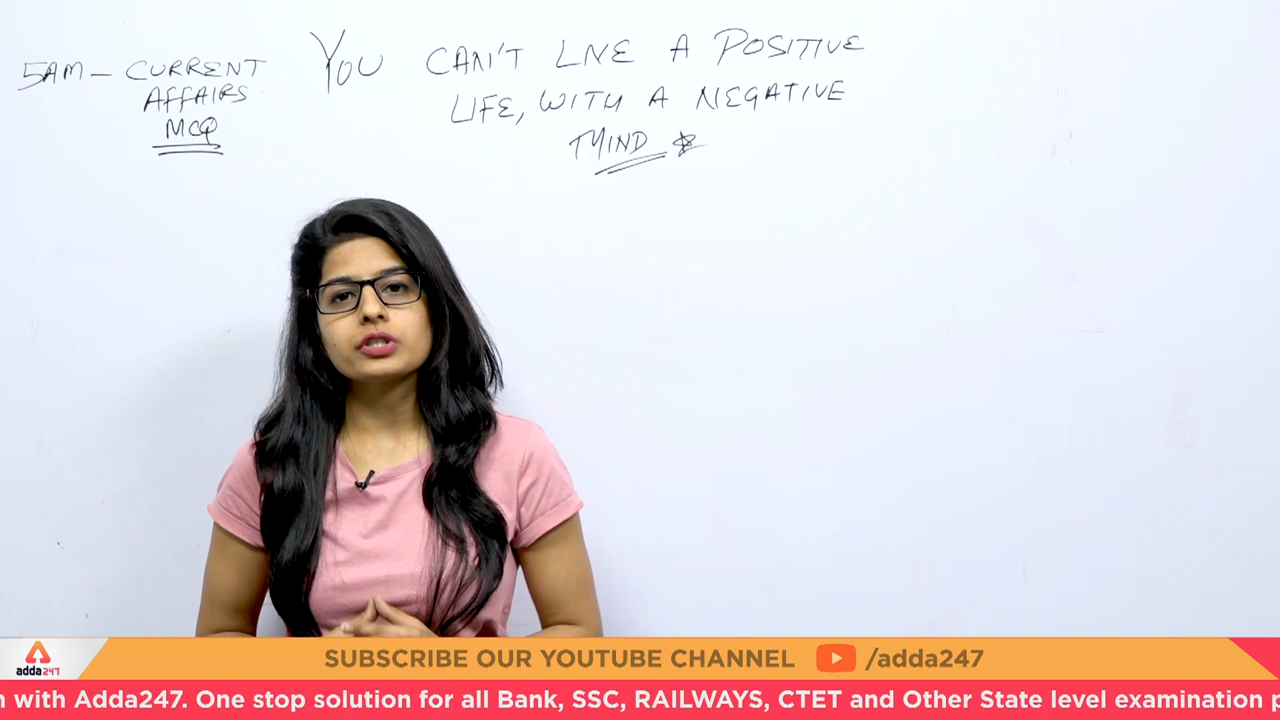 5AM – CURRENT
AFFAIRS
MCQ
YOU CAN'T LIVE A POSITIVE
LIFE, WITH A NEGATIVE
MIND
adda247
SUBSCRIBE OUR YOUTUBE CHANNEL /adda247
with Adda247. One stop solution for all Bank, SSC, RAILWAYS, CTET and Other State level examination